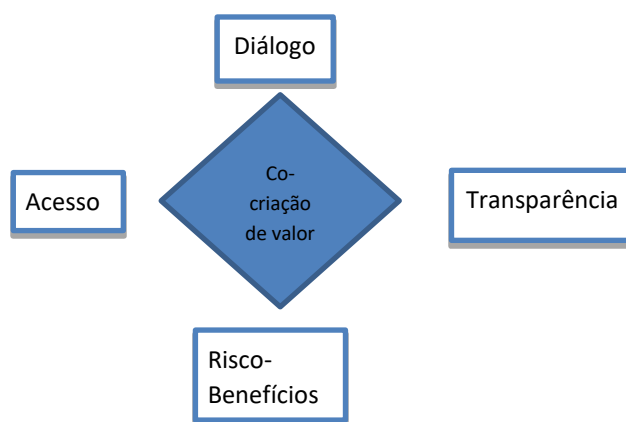 Diálogo
Co-
criação
de valor
Acesso
Transparência
Risco-
Benefícios